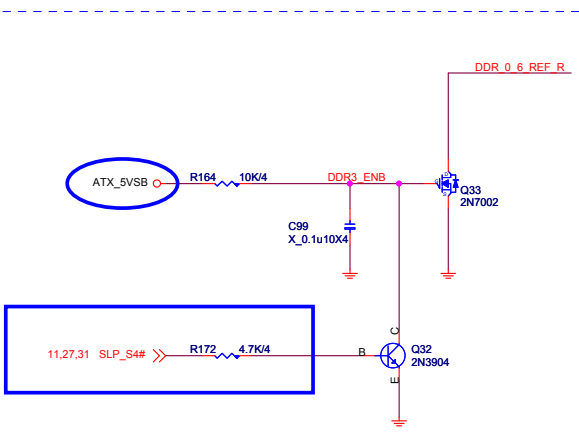 DDR_0_6_REF_R
ATX_5VSB
R164 10K/4
DDR3_ENB
Q33
2N7002
C99
X_0.1u10X4
11,27,31 SLP_S4#
R172 4.7K/4
B
C
E
Q32
2N3904